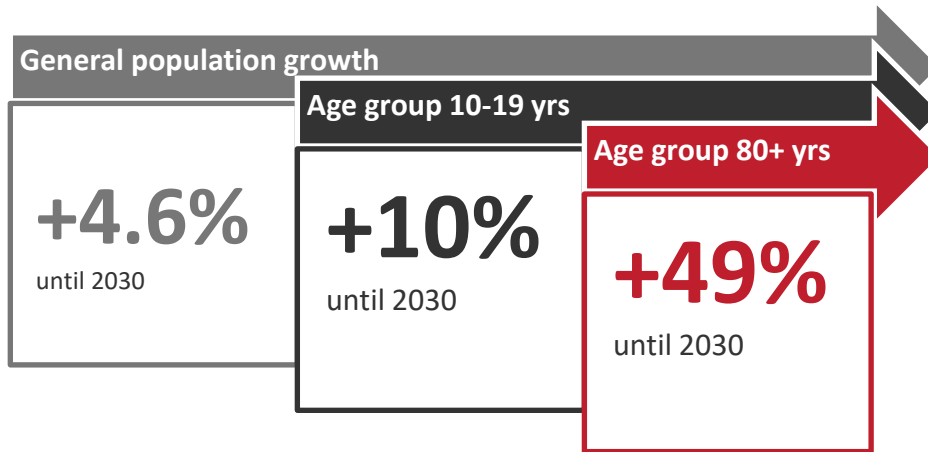 General population growth
+4.6%
until 2030
Age group 10-19 yrs
+10%
until 2030
Age group 80+ yrs
+49%
until 2030